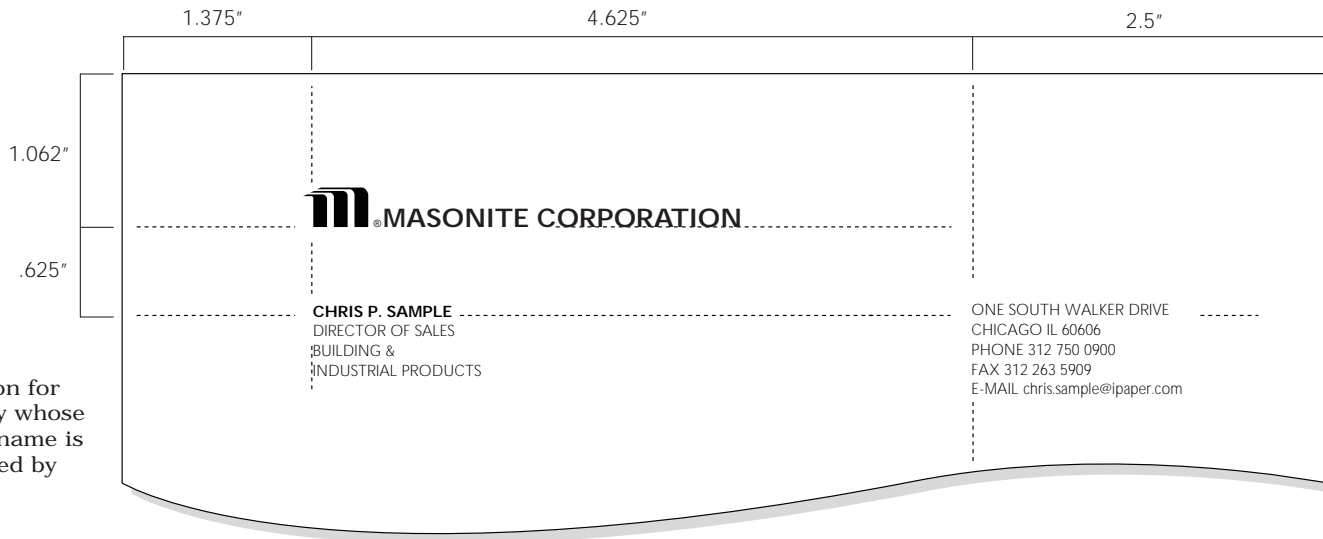 1.375″ 4.625″ 2.5″
1.062″
®MASONITE CORPORATION
.625″
CHRIS P. SAMPLE
DIRECTOR OF SALES
BUILDING &
INDUSTRIAL PRODUCTS
ONE SOUTH WALKER DRIVE
CHICAGO IL 60606
PHONE 312 750 0900
FAX 312 263 5909
E-MAIL chris.sample@ipaper.com
on for
y whose
name is
ed by